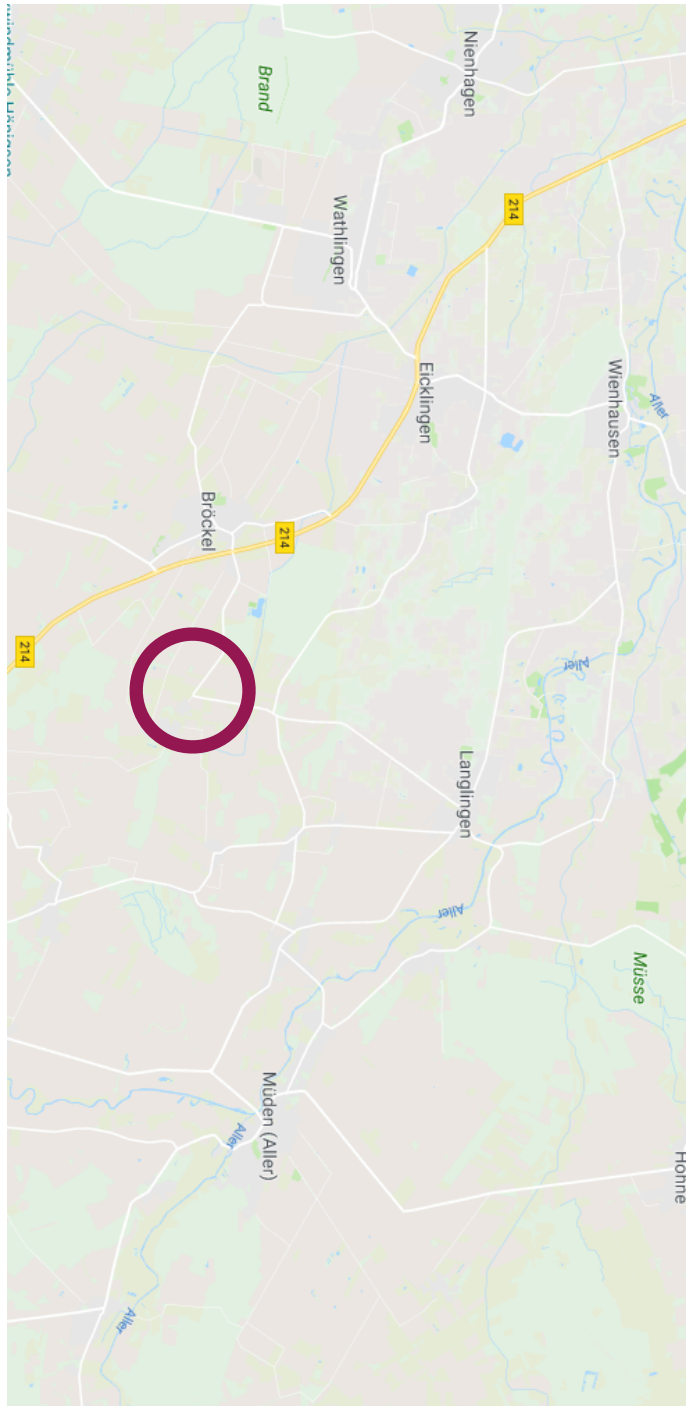 Hohne
Aller
Müsse
Wienhausen
Aller
214
Nienhagen
Langlingen
Aller
Eicklingen
Wathlingen
214
Müden (Aller)
Brand
Aller
Bröckel
Aller
214